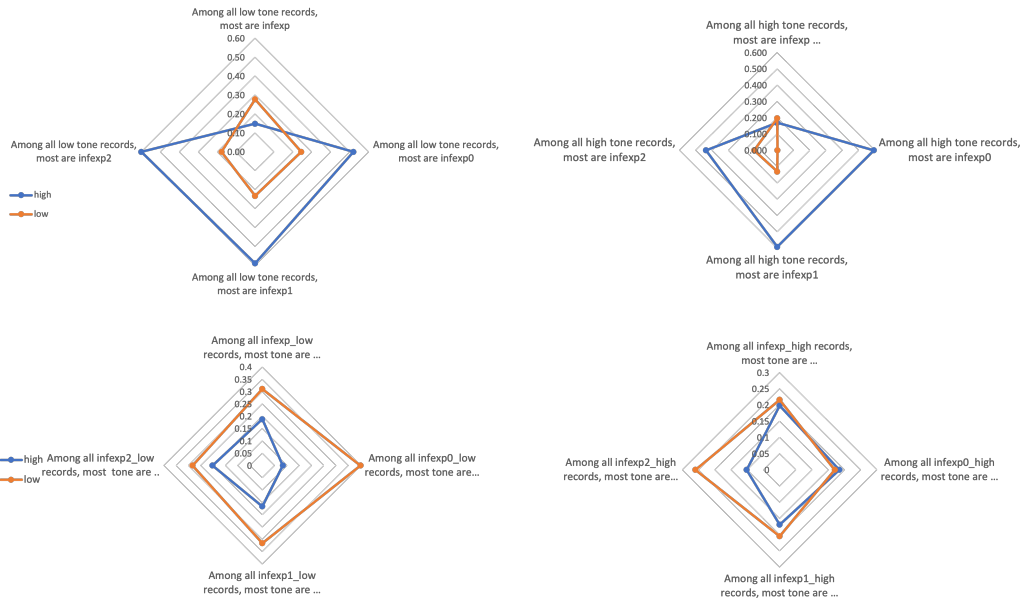 Among all low tone records,
most are infexp
0.60
0.50
0.40
0.30
0.20
0.10
0.00
Among all low tone records,
most are infexp2
Among all low tone records,
most are infexp0
high
low
Among all low tone records,
most are infexp1
Among all high tone records,
most are infexp ...
0.600
0.500
0.400
0.300
0.200
0.100
0.000
Among all high tone records,
most are infexp2
Among all high tone records,
most are infexp0
Among all high tone records,
most are infexp1
Among all infexp_low
records, most tone are ...
0.4
0.35
0.3
0.25
0.2
0.15
0.1
0.05
0
high
low
Among all infexp2_low
records, most tone are ..
Among all infexp0_low
records, most tone are...
Among all infexp1_low
records, most tone are ...
Among all infexp_high records,
most tone are ...
0.3
0.25
0.2
0.15
0.1
0.05
0
Among all infexp2_high
records, most tone are...
Among all infexp0_high
records, most tone are ...
Among all infexp1_high
records, most tone are ...